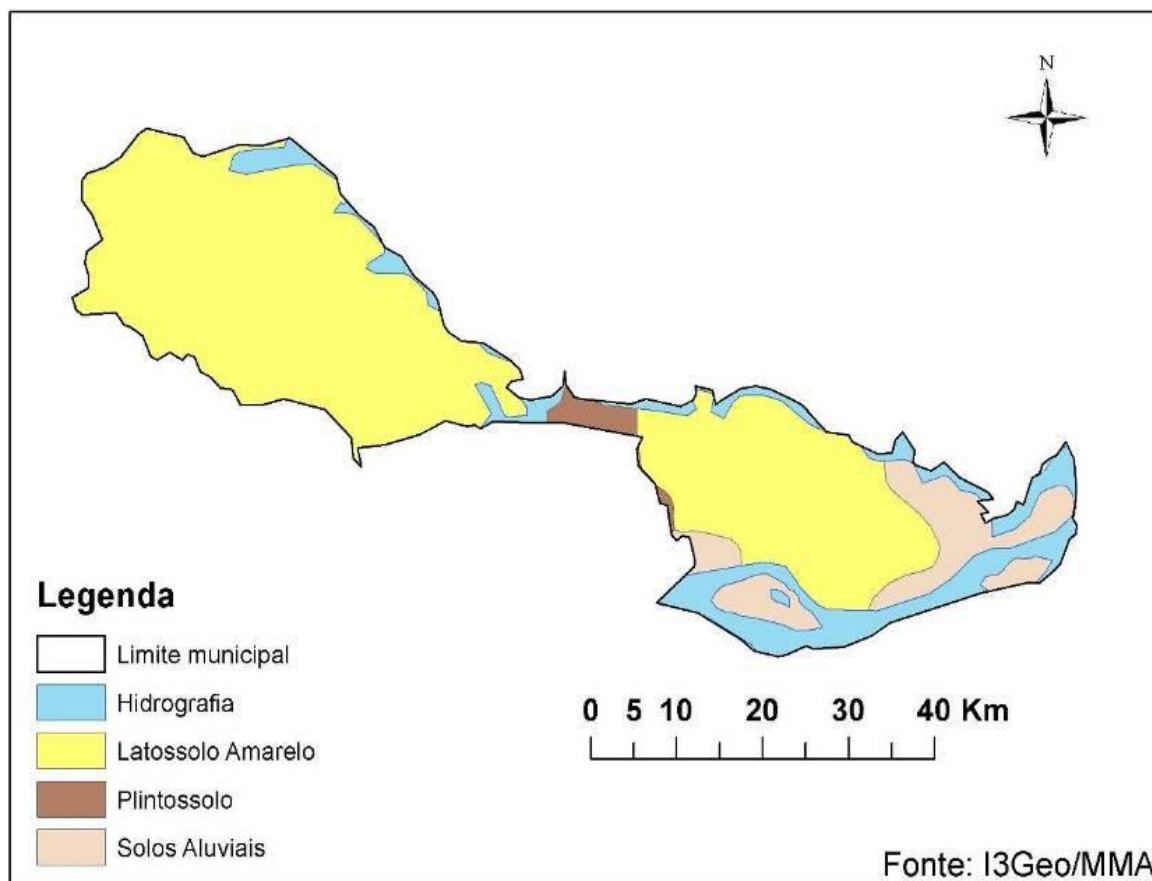 N
Legenda
Limite municipal
Hidrografia
Latossolo Amarelo
Plintossolo
Solos Aluviais
0 5 10 20 30 40 Km
Fonte: I3Geo/MMA